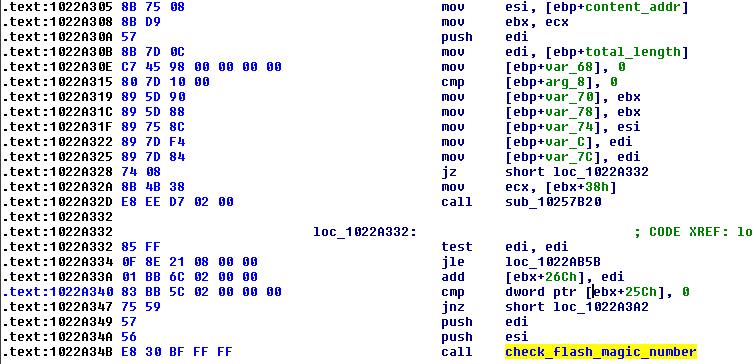 .text:1022A305 8B 75 08 mov esi, [ebp+content_addr]
.text:1022A308 8B D9 mov ebx, ecx
.text:1022A30A 57 push edi
.text:1022A30B 8B 7D 0C mov edi, [ebp+total_length]
.text:1022A30E C7 45 98 00 00 00 00 mov [ebp+var_68], 0
.text:1022A315 80 7D 10 00 cmp [ebp+arg_8], 0
.text:1022A319 89 5D 90 mov [ebp+var_70], ebx
.text:1022A31C 89 5D 88 mov [ebp+var_78], ebx
.text:1022A31F 89 75 8C mov [ebp+var_74], esi
.text:1022A322 89 7D F4 mov [ebp+var_C], edi
.text:1022A325 89 7D 84 mov [ebp+var_7C], edi
.text:1022A328 74 08 jz short loc_1022A332
.text:1022A32A 8B 4B 38 mov ecx, [ebx+38h]
.text:1022A32D E8 EE D7 02 00 call sub_10257B20
.text:1022A332
.text:1022A332 loc_1022A332: ; CODE XREF: lo
.text:1022A332 85 FF test edi, edi
.text:1022A334 0F 8E 21 08 00 00 jle loc_1022AB5B
.text:1022A33A 01 BB 6C 02 00 00 add [ebx+26Ch], edi
.text:1022A340 83 BB 5C 02 00 00 00 cmp dword ptr [ebx+25Ch], 0
.text:1022A347 75 59 jnz short loc_1022A3A2
.text:1022A349 57 push edi
.text:1022A34A 56 push esi
.text:1022A34B E8 30 BF FF FF call check_flash_magic_number